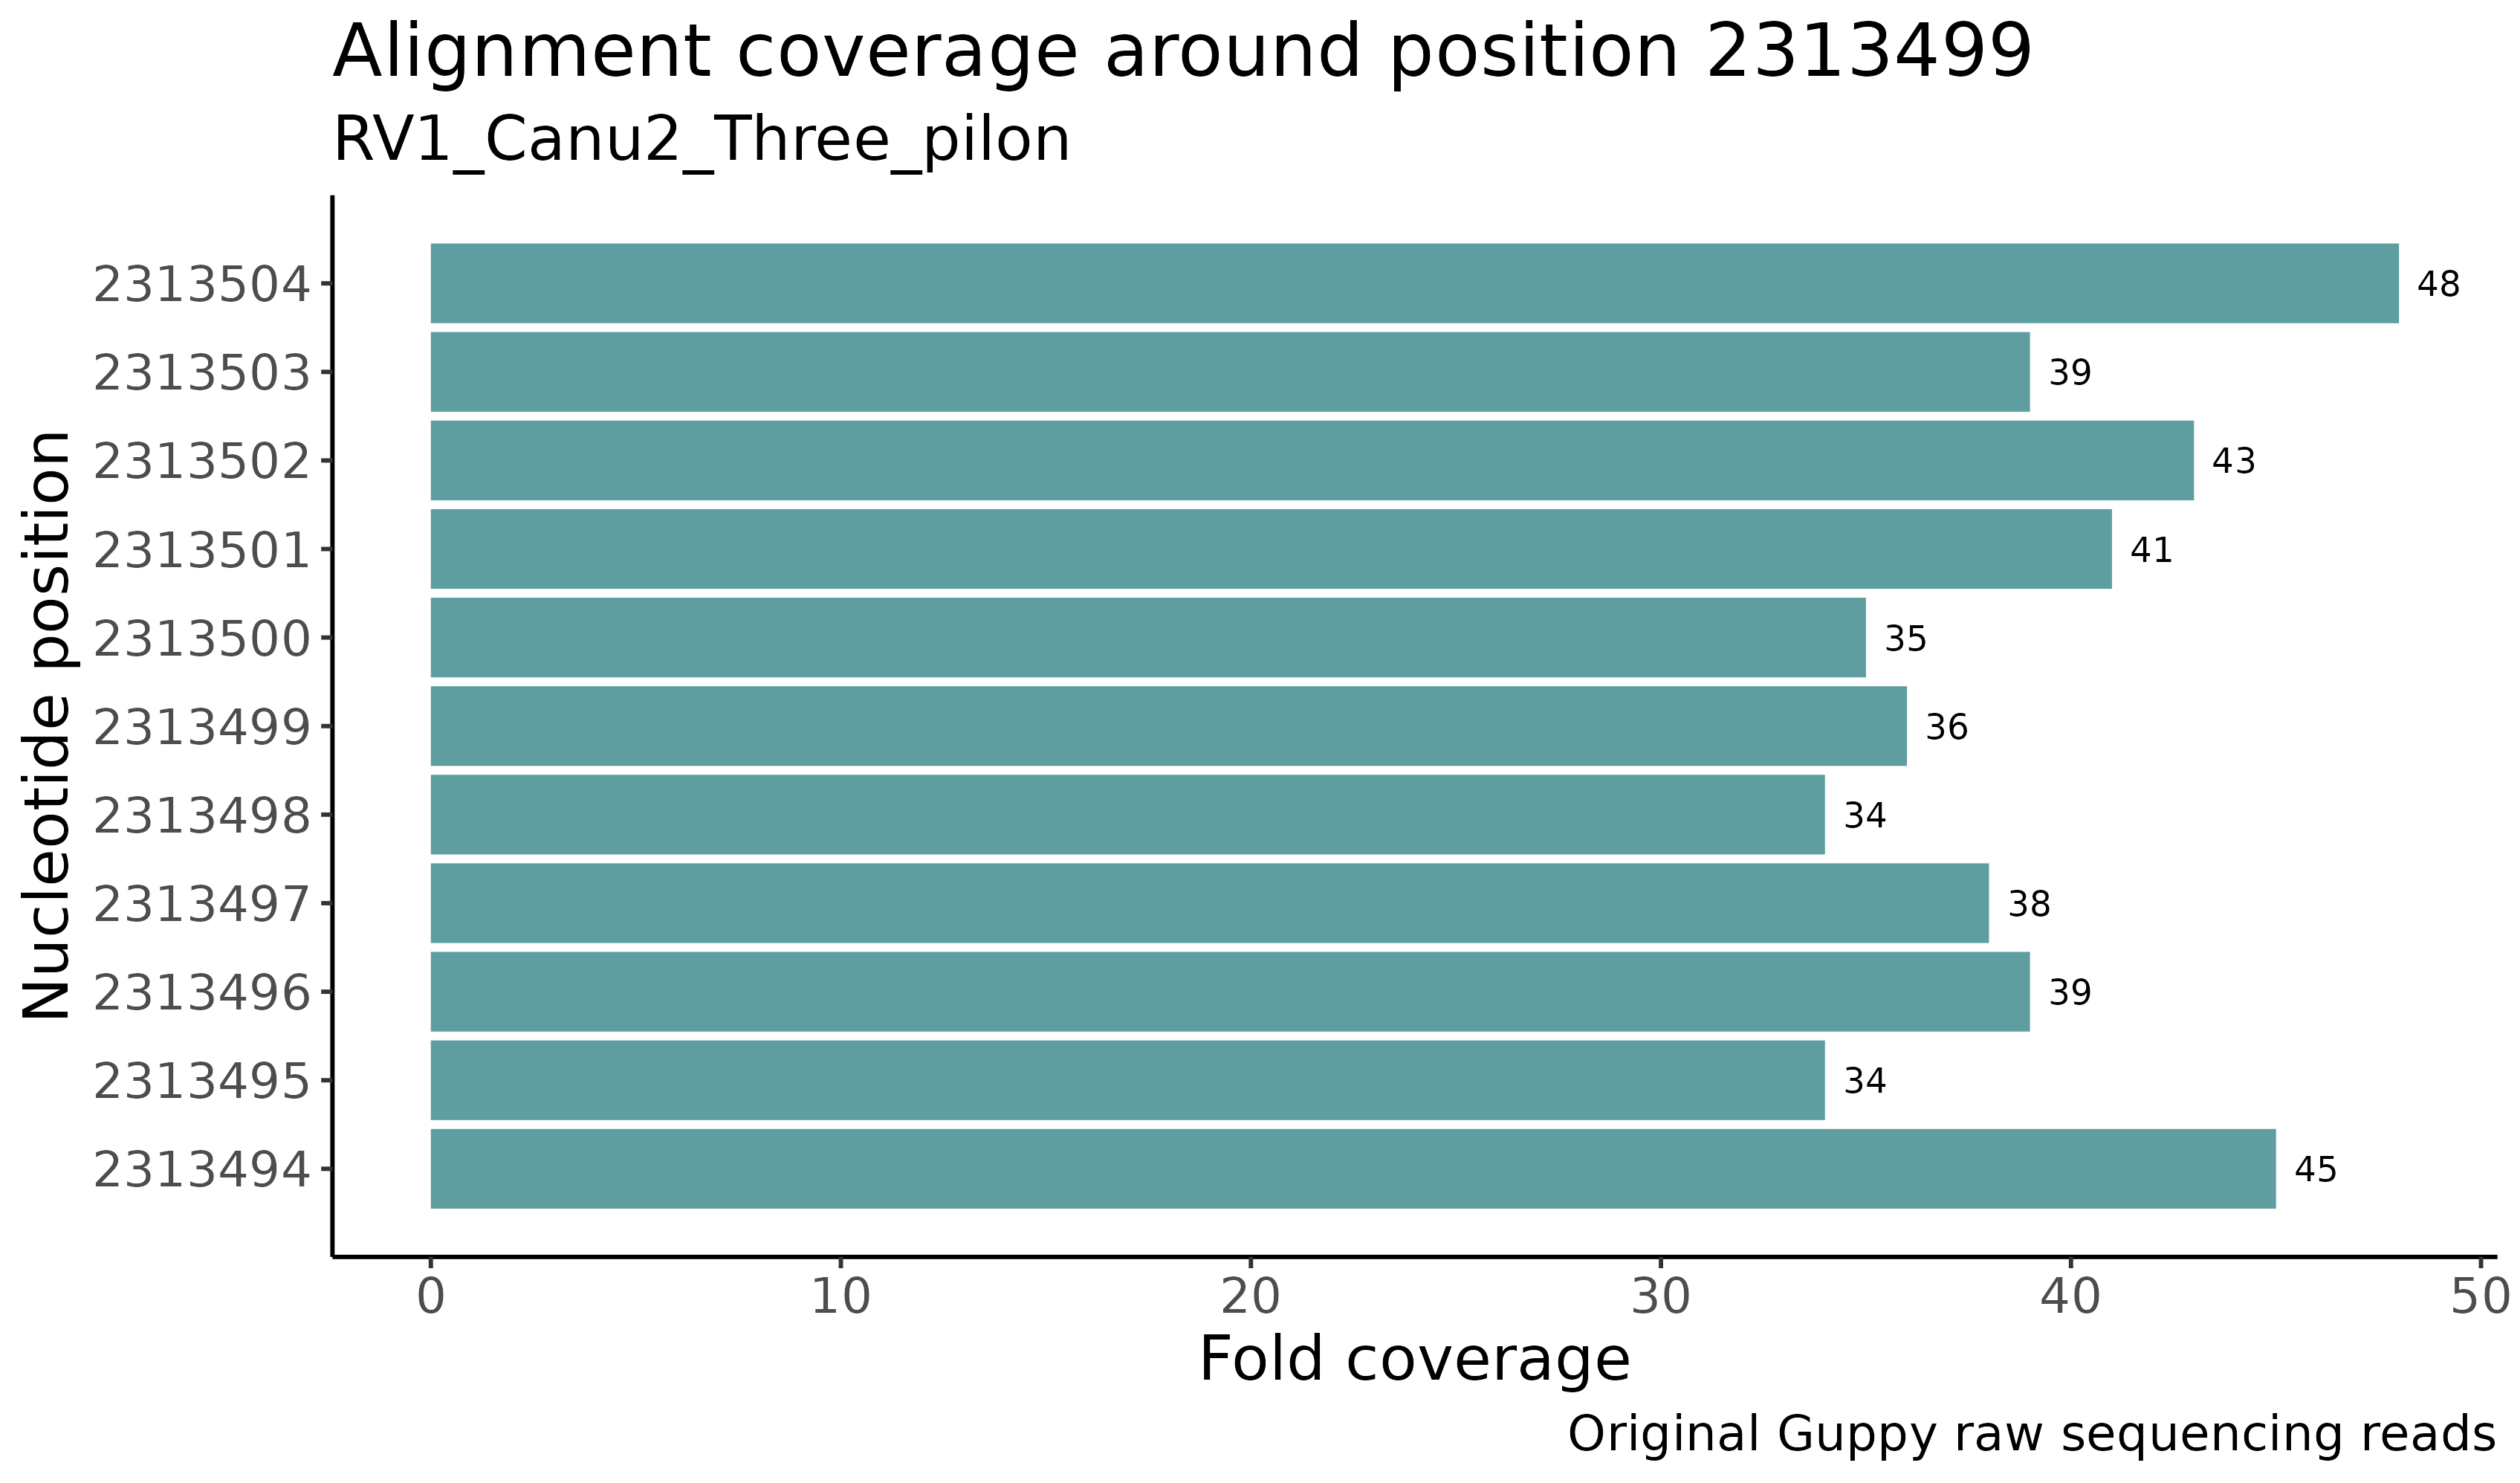 Alignment coverage around position 2313499
RV1_Canu2_Three_pilon
Nucleotide position
2313504 48
2313503 39
2313502 43
2313501 41
2313500 35
2313499 36
2313498 34
2313497 38
2313496 39
2313495 34
2313494 45
0 10 20 30 40 50
Fold coverage
Original Guppy raw sequencing reads